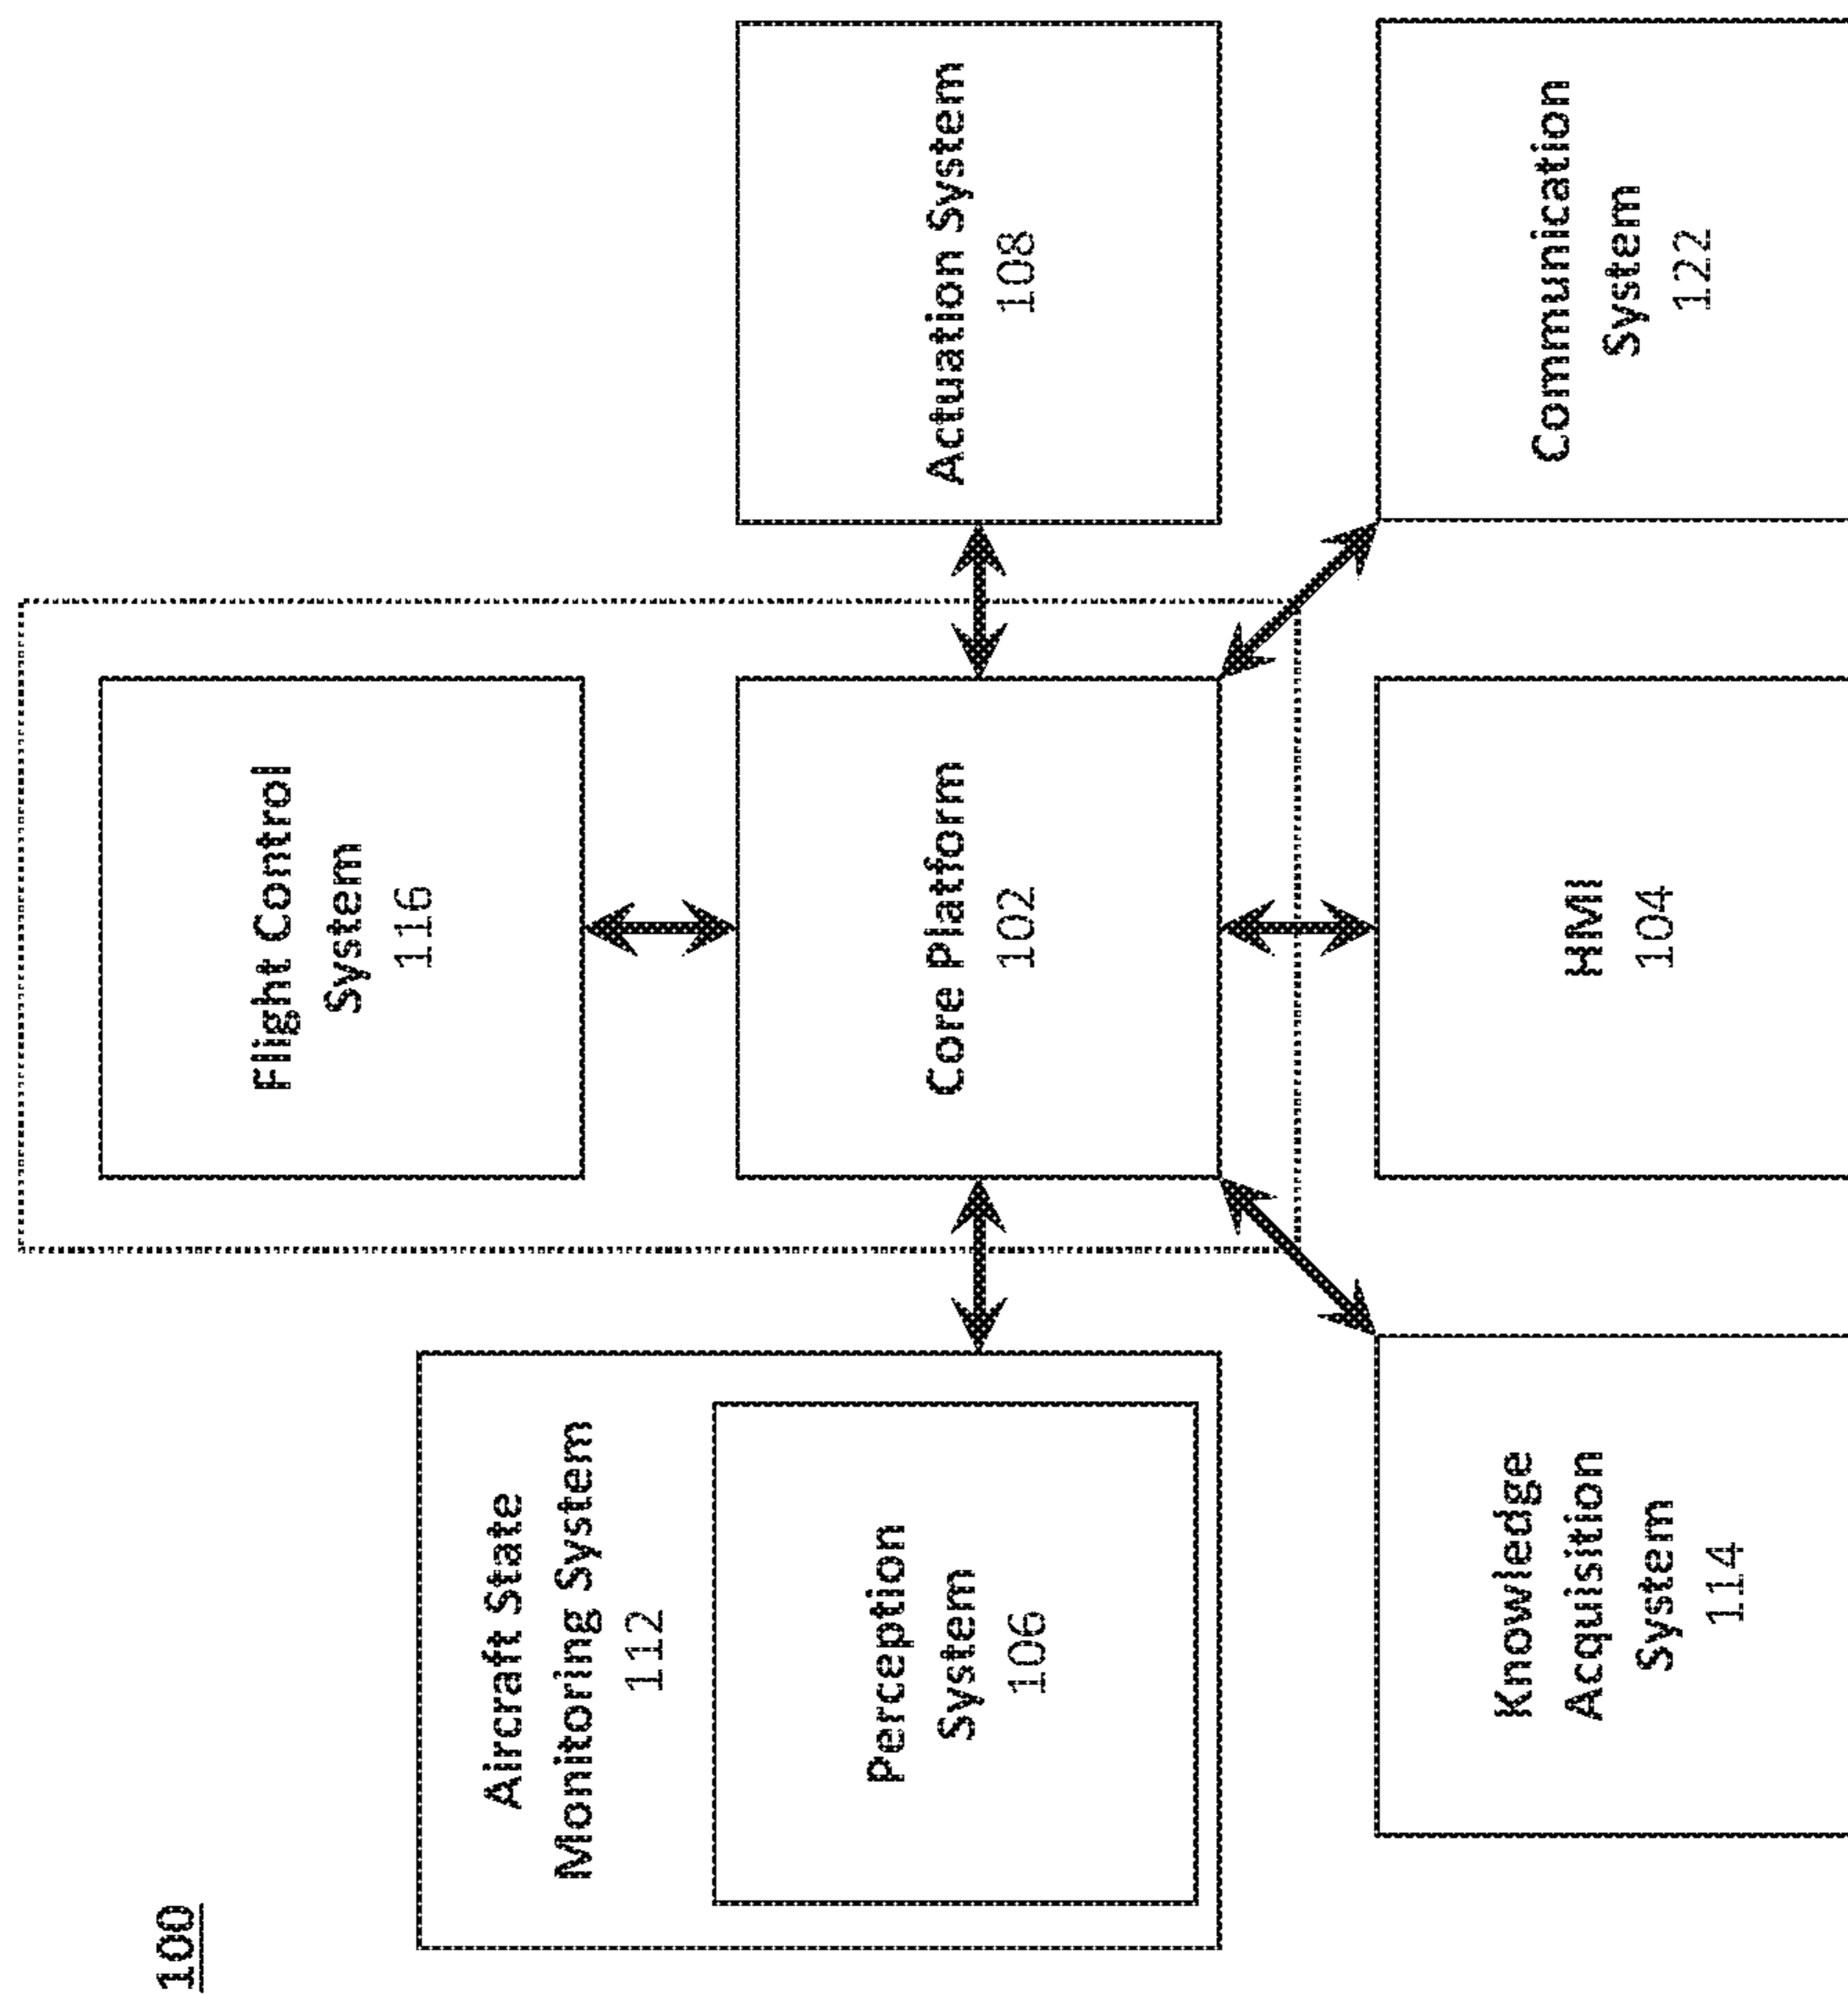 100
Flight Control
System
116
Aircraft State
Monitoring System
112
Perception
System
106
Core Platform
102
Actuation System
108
Knowledge
Acquisition
System
114
HMI
104
Communication
System
122